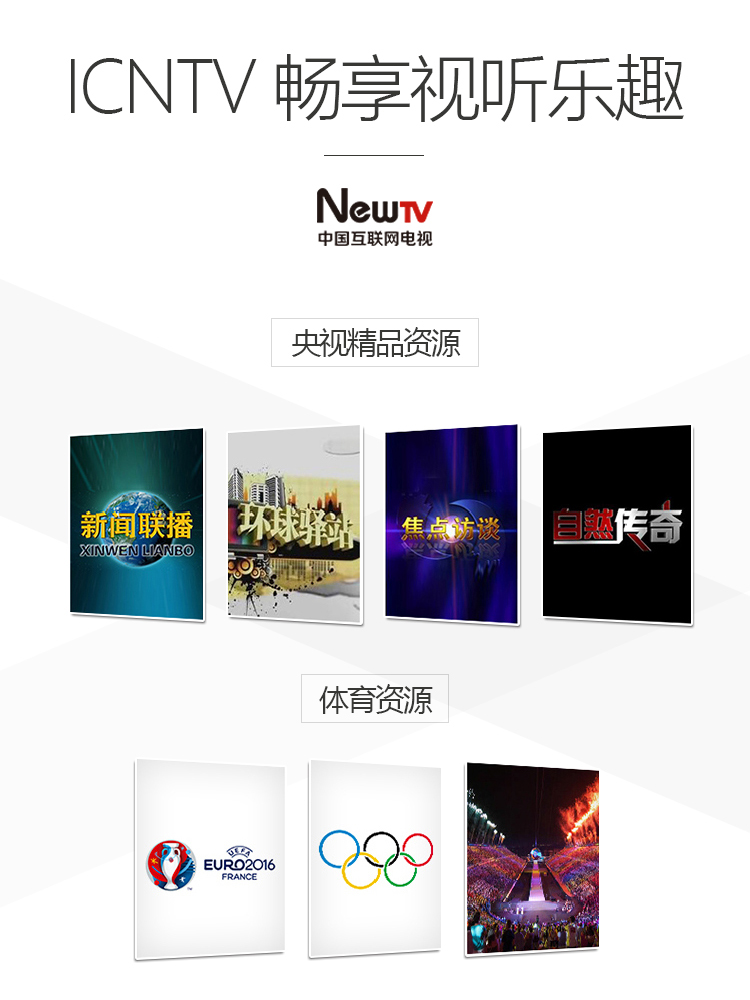 ICNTV 畅享视听乐趣
NewTV
中国互联网电视
央视精品资源
新闻联播
XINWEN LIANBO
环球驿站
焦点访谈
自然传奇
体育资源
UEFA
EURO2016
FRANCE
TM